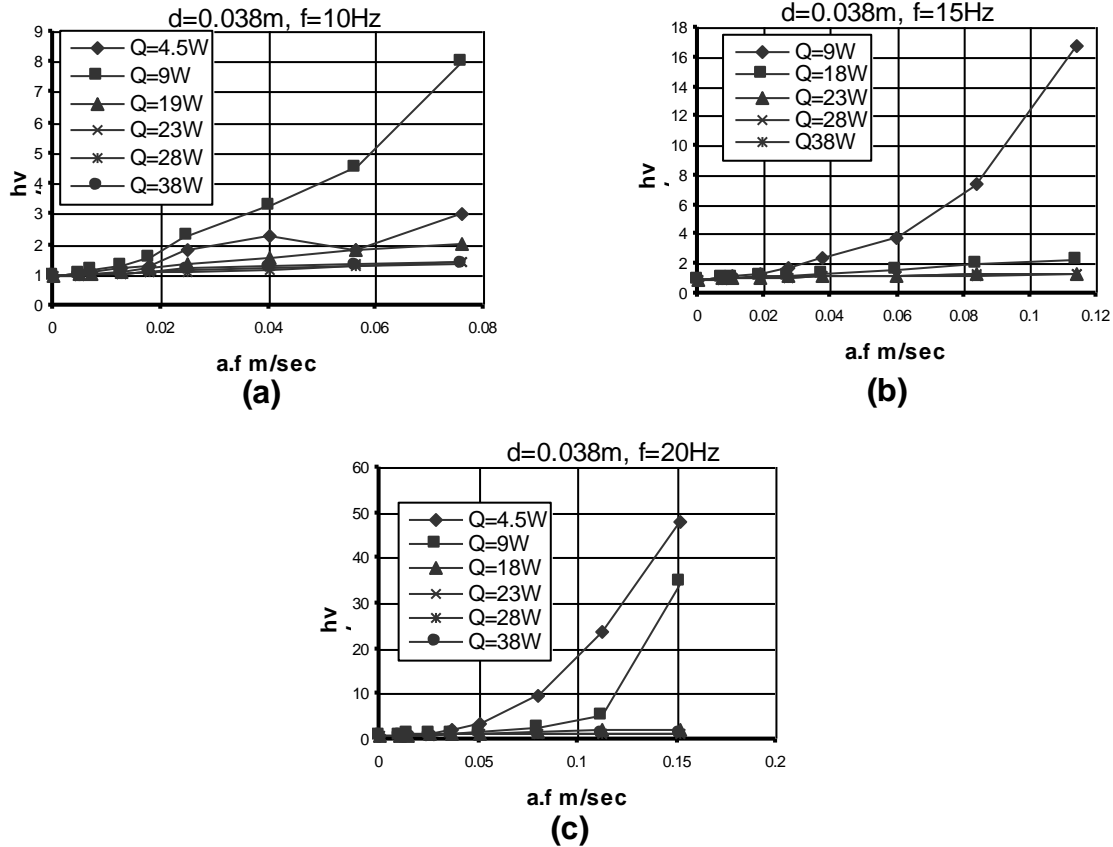 d=0.038m, f=10Hz
9
8
7
6
5
4
3
2
1
0
hv,
Q=4.5W
Q=9W
Q=19W
Q=23W
Q=28W
Q=38W
0
0.02
0.04
0.06
0.08
a.f m/sec
(a)
d=0.038m, f=15Hz
18
16
14
12
10
8
6
4
2
0
hv,
Q=9W
Q=18W
Q=23W
Q=28W
Q38W
0
0.02
0.04
0.06
0.08
0.1
0.12
a.f m/sec
(b)
d=0.038m, f=20Hz
60
50
40
30
20
10
0
hv,
Q=4.5W
Q=9W
Q=18W
Q=23W
Q=28W
Q=38W
0
0.05
0.1
0.15
0.2
a.f m/sec
(c)